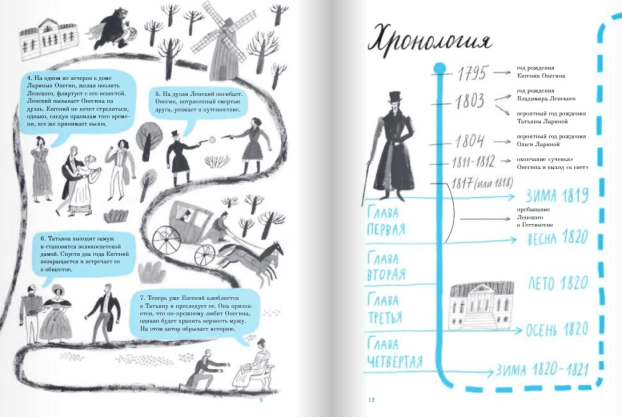 4. На одном из вечеров в доме
Лариных Онегин, желая позлить
Ленского, флиртует с его невестой.
Ленский вызывает Онегина на
дуэль. Евгений не хочет стреляться,
однако, следуя правилам того време-
ни, все же принимает вызов.
5. На дуэли Ленский погибает.
Онегин, потрясенный смертью
друга, уезжает в путешествие.
6. Татьяна выходит замуж
и становится великосветской
дамой. Спустя два года Евгений
возвращается и встречает ее
в обществе.
7. Теперь уже Евгений влюбляется
в Татьяну и преследует ее. Она призна-
ется, что по-прежнему любит Онегина,
однако будет хранить верность мужу.
На этом автор обрывает историю.
9
Хронология
1795
год рождения
Евгения Онегина
1803
год рождения
Владимира Ленского
вероятный год рождения
Татьяны Лариной
1804
вероятный год рождения
Ольги Лариной
1811-1812
окончание «ученья»
Онегина и выход «в свет»
1817 (или 1818)
пребывание
Ленского
в Геттингене
Глава первая
Зима 1819
Весна 1820
Глава вторая
Лето 1820
Глава третья
Осень 1820
Глава четвертая
Зима 1820-1821
12